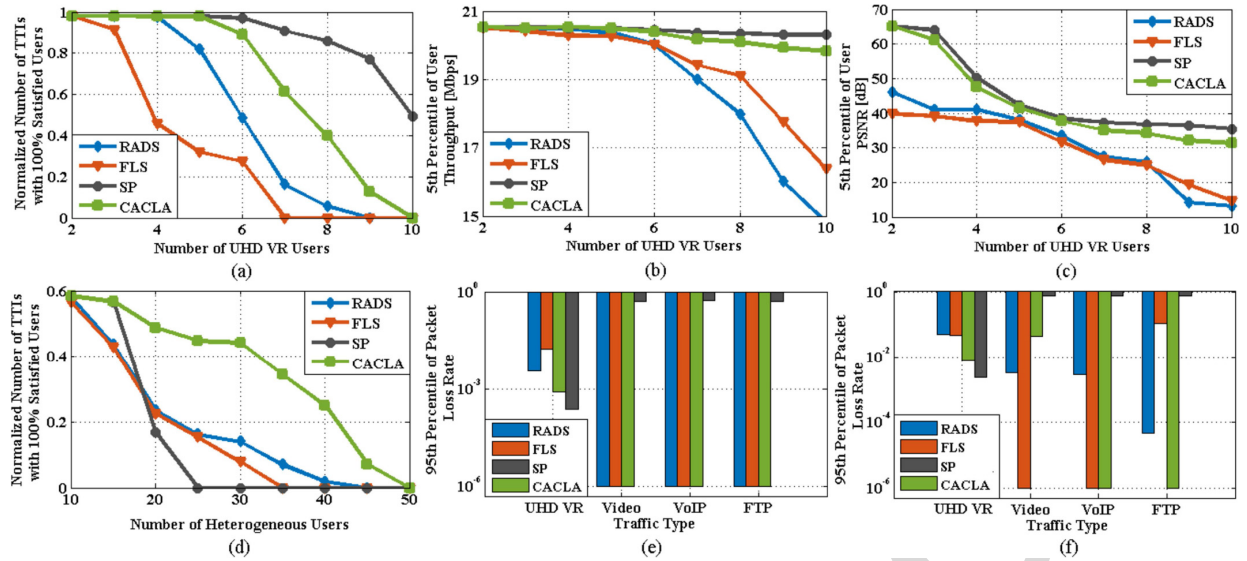 Normalized Number of TTIs
with 100% Satisfied Users
1
0.8
0.6
0.4
0.2
0
RADS
FLS
SP
CACLA
2
4
6
8
10
Number of UHD VR Users
(a)
5th Percentile of User
Throughput [Mbps]
21
19
17
15
RADS
FLS
SP
CACLA
2
3
4
5
6
7
8
9
10
Number of UHD VR Users
(b)
5th Percentile of User
PSNR [dB]
70
60
50
40
30
20
10
RADS
FLS
SP
CACLA
2
4
6
8
10
Number of UHD VR Users
(c)
Normalized Number of TTIs
with 100% Satisfied Users
0.6
0.4
0.2
0
RADS
FLS
SP
CACLA
10
20
30
40
50
Number of Heterogeneous Users
(d)
95th Percentile of Packet
Loss Rate
10⁰
10⁻³
10⁻⁶
RADS
FLS
SP
CACLA
UHD VR
Video
VoIP
FTP
Traffic Type
(e)
95th Percentile of Packet
Loss Rate
10⁰
10⁻²
10⁻⁴
10⁻⁶
RADS
FLS
SP
CACLA
UHD VR
Video
VoIP
FTP
Traffic Type
(f)